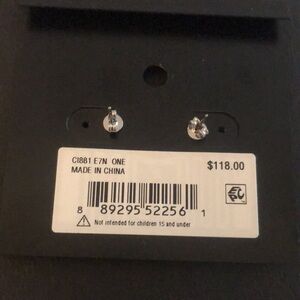 CI881 E7N ONE
MADE IN CHINA
$118.00
8 89295 52256 1
Not intended for children 15 and under